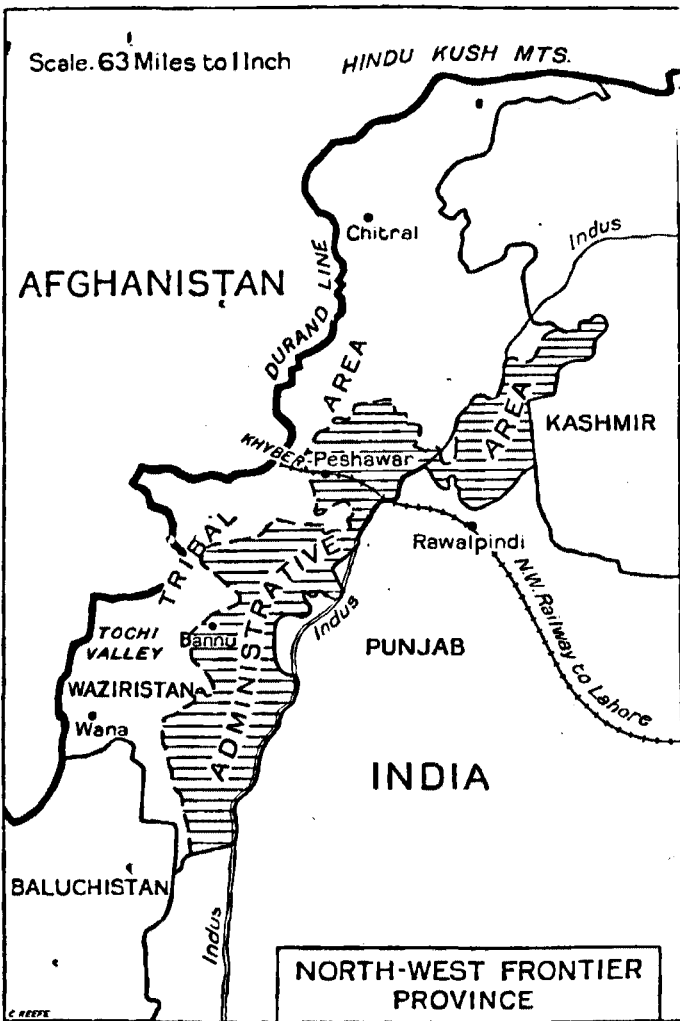 Scale. 63 Miles to 1 Inch
HINDU KUSH MTS.
Chitral
Indus
AFGHANISTAN
DURAND LINE
TRIBAL AREA
KASHMIR
KHYBER
Peshawar
ADMINISTRATIVE AREA
Rawalpindi
N.W. Railway to Lahore
TOCHI
VALLEY
Bannu
Indus
PUNJAB
WAZIRISTAN
Wana
INDIA
BALUCHISTAN
Indus
NORTH-WEST FRONTIER
PROVINCE
C REEFE